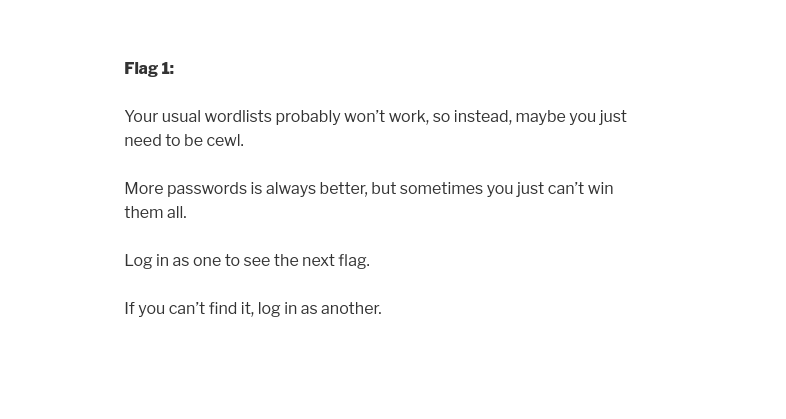 Flag 1:
Your usual wordlists probably won’t work, so instead, maybe you just
need to be cewl.
More passwords is always better, but sometimes you just can’t win
them all.
Log in as one to see the next flag.
If you can’t find it, log in as another.